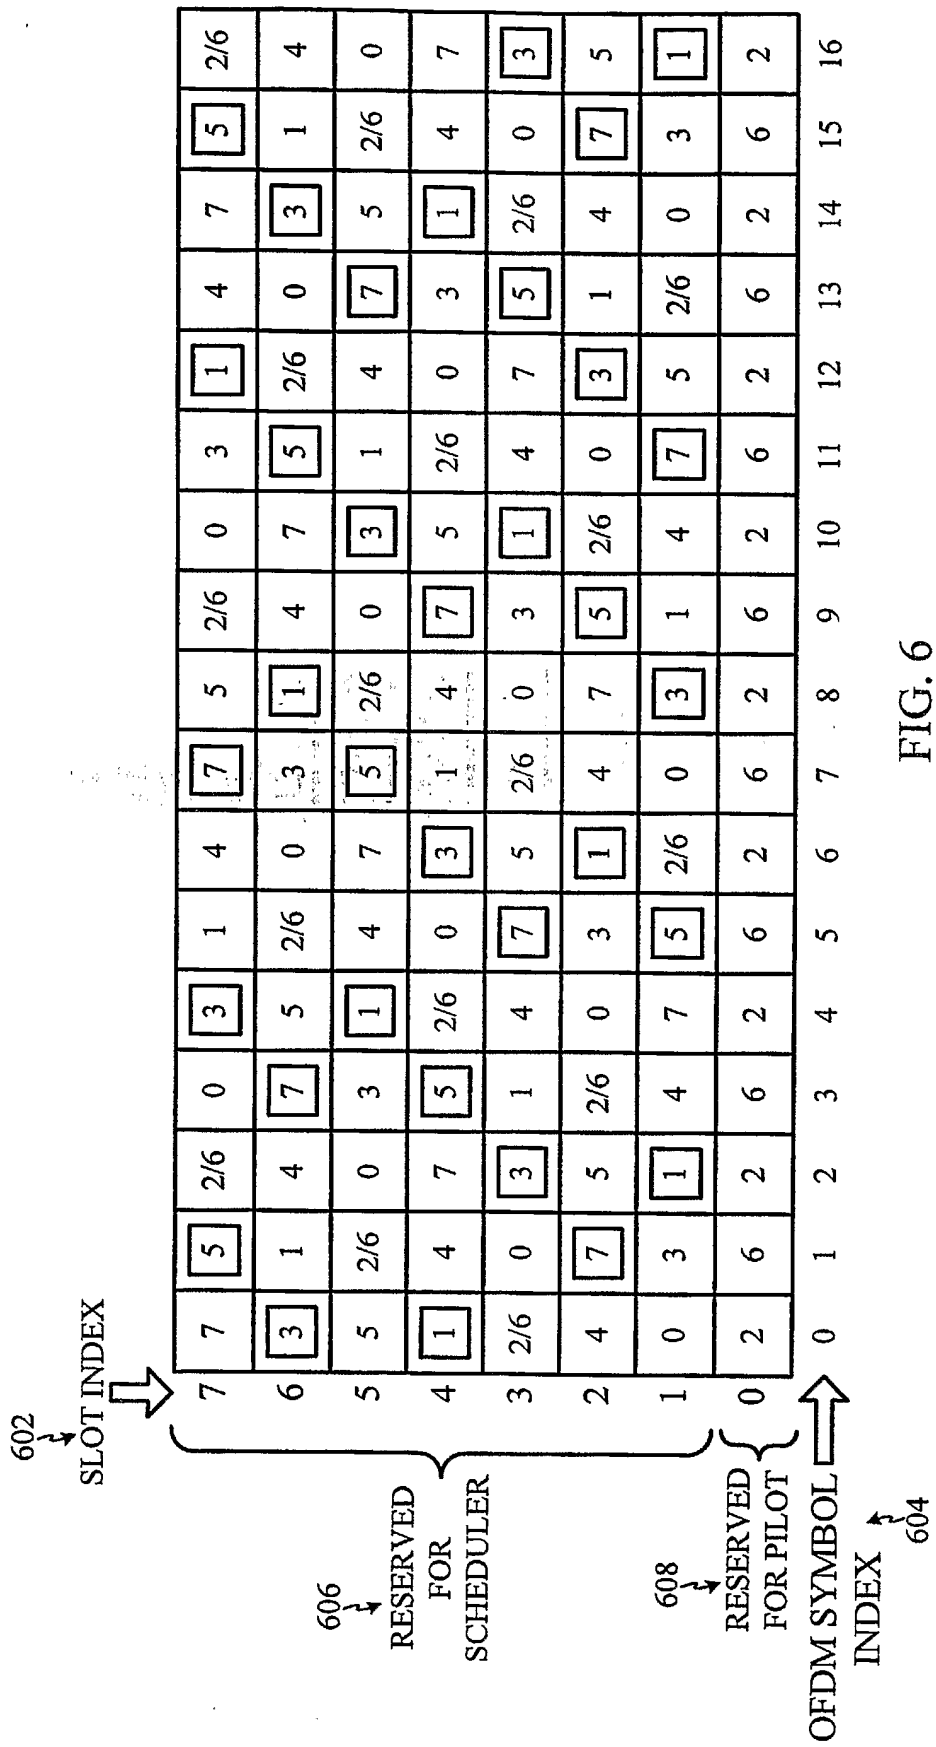 602
SLOT INDEX
7 7 5 2/6 0 3 1 4 7 5 2/6 0 3 1 4 7 5 2/6
6 3 1 4 7 5 2/6 0 3 1 4 7 5 2/6 0 3 1 4
5 5 2/6 0 3 1 4 7 5 2/6 0 3 1 4 7 5 2/6 0
4 1 4 7 5 2/6 0 3 1 4 7 5 2/6 0 3 1 4 7
3 2/6 0 3 1 4 7 5 2/6 0 3 1 4 7 5 2/6 0 3
2 4 7 5 2/6 0 3 1 4 7 5 2/6 0 3 1 4 7 5
1 0 3 1 4 7 5 2/6 0 3 1 4 7 5 2/6 0 3 1
0 2 6 2 6 2 6 2 6 2 6 2 6 2 6 2 6 2
0 1 2 3 4 5 6 7 8 9 10 11 12 13 14 15 16
606
RESERVED
FOR
SCHEDULER
608
RESERVED
FOR PILOT
OFDM SYMBOL
INDEX
604
FIG. 6